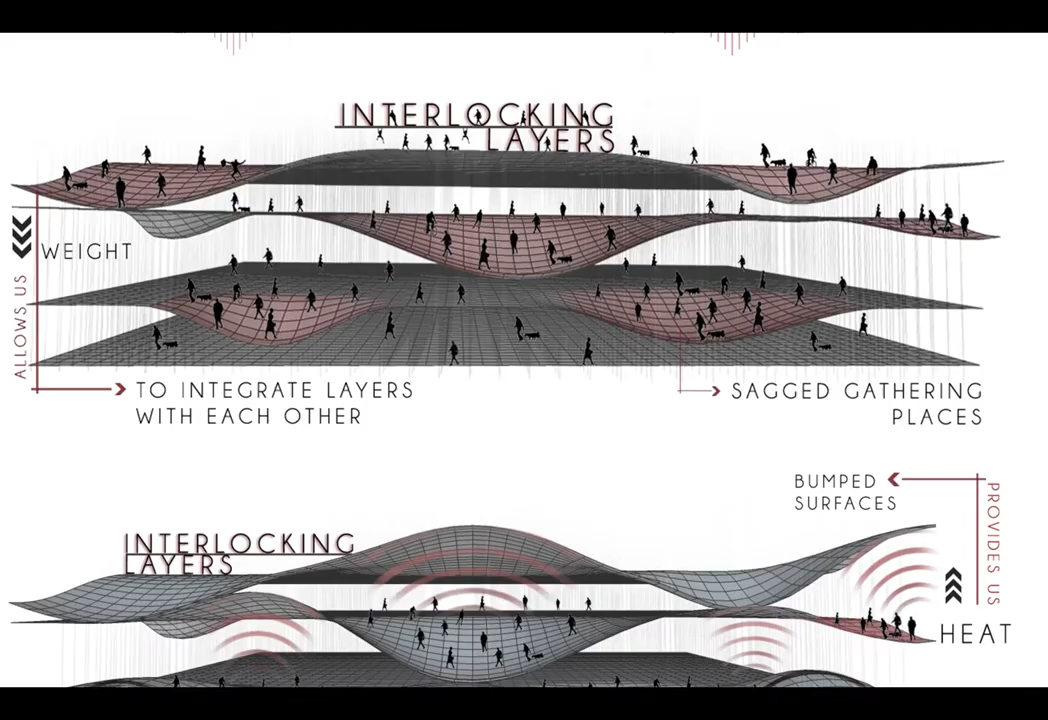 INTERLOCKING
LAYERS
WEIGHT
ALLOWS US
TO INTEGRATE LAYERS
WITH EACH OTHER
SAGGED GATHERING
PLACES
BUMPED
SURFACES
PROVIDES US
INTERLOCKING
LAYERS
HEAT